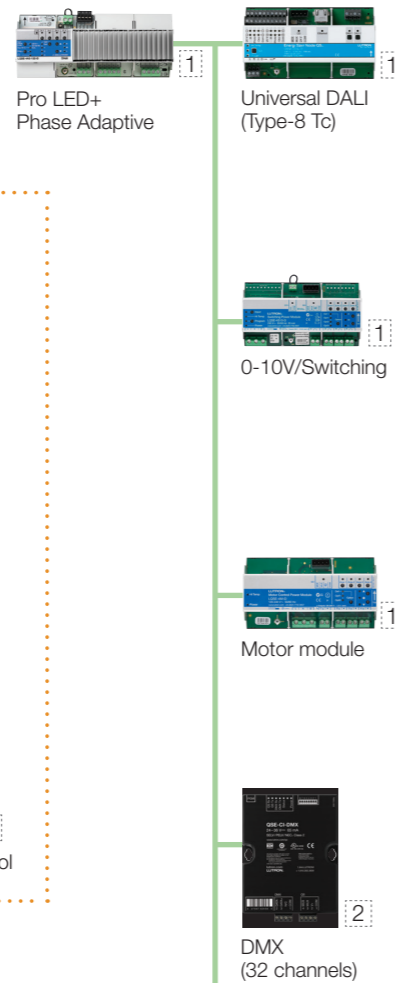 1
Pro LED+
Phase Adaptive
1
Universal DALI
(Type-8 Tc)
1
0-10V/Switching
1
Motor module
ol
QSE-CI-DMX
LUTRON
2
DMX
(32 channels)